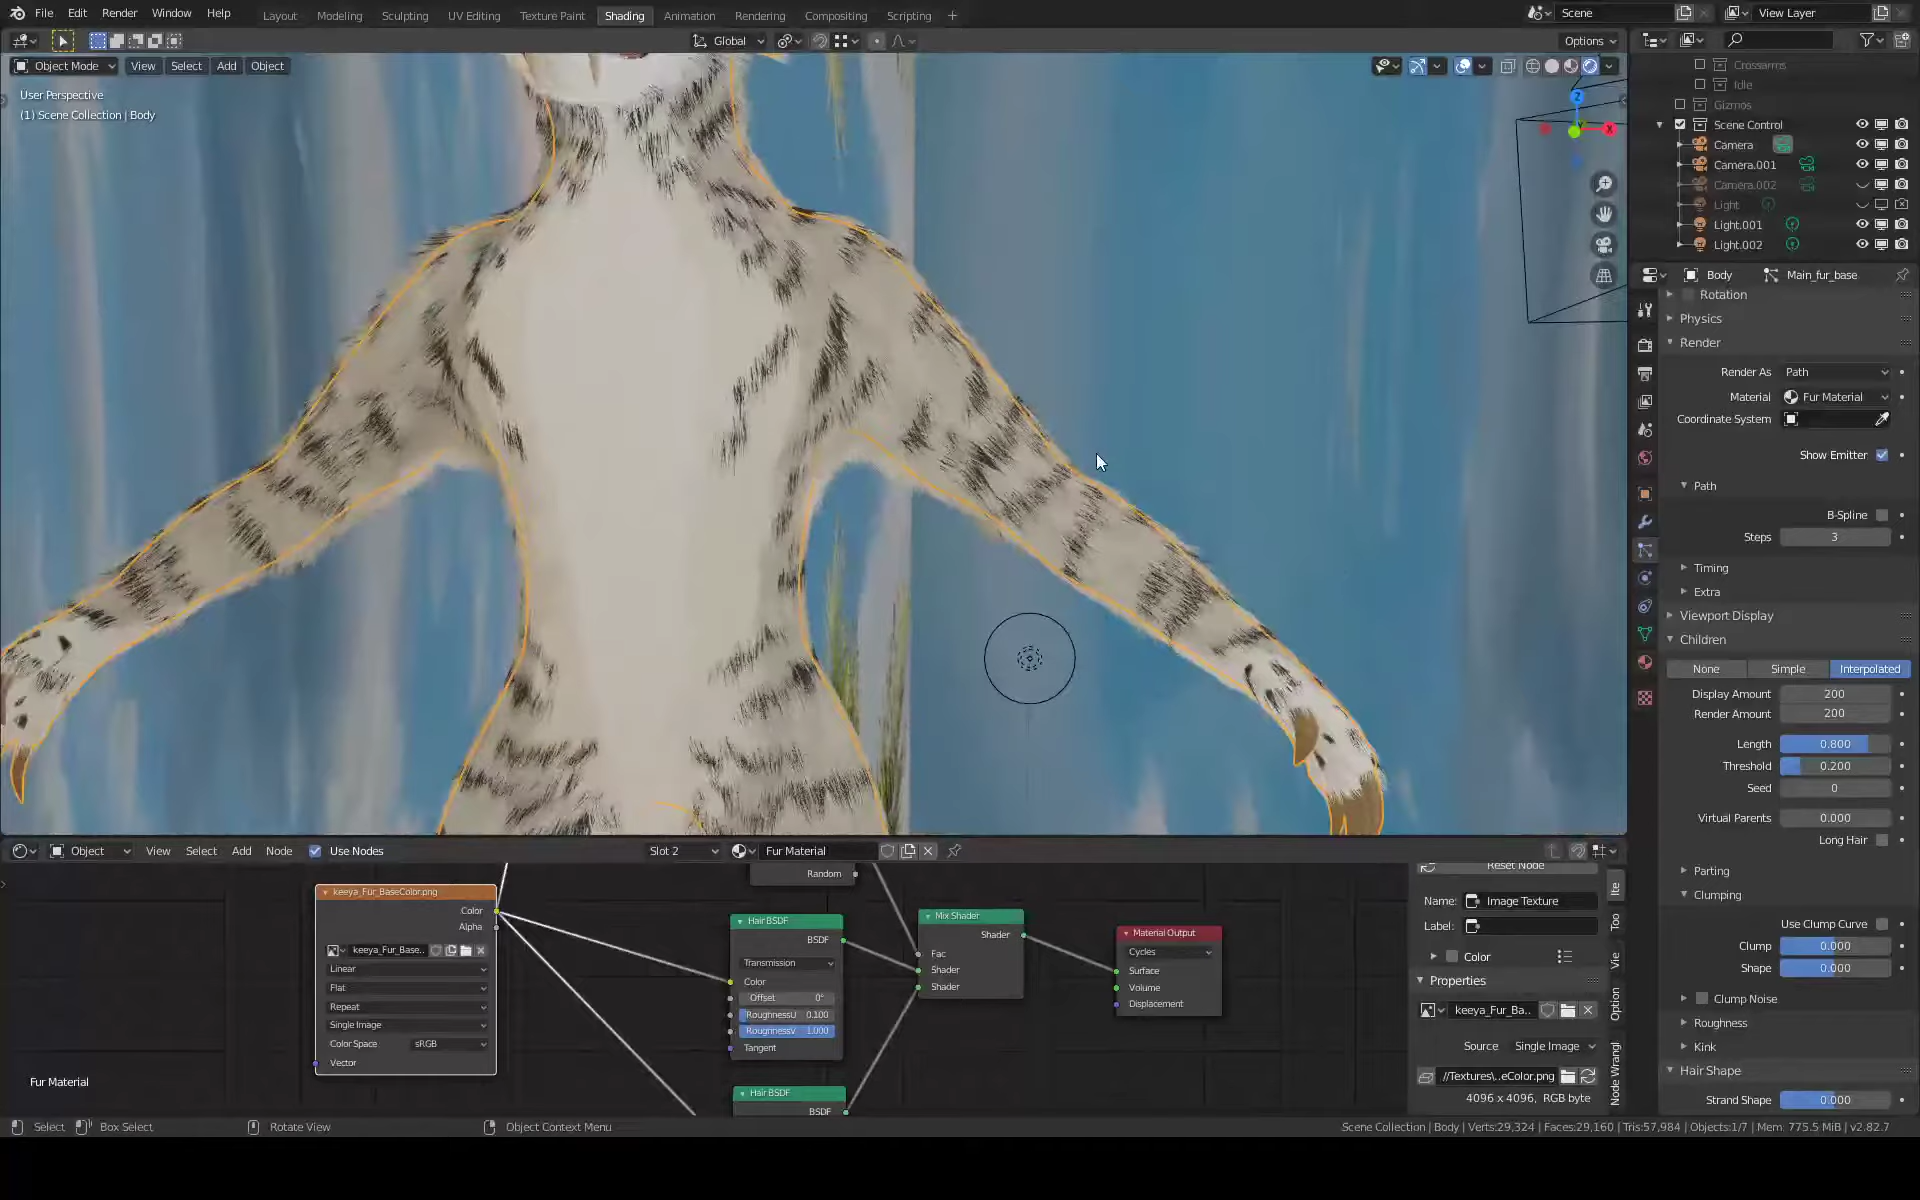 File Edit Render Window Help
Layout Modeling Sculpting UV Editing Texture Paint Shading Animation Rendering Compositing Scripting +
Scene
View Layer
Global
Options
Object Mode View Select Add Object
User Perspective
(1) Scene Collection | Body
Z
X
Crossarms
Idle
Gizmos
Scene Control
Camera
Camera.001
Camera.002
Light
Light.001
Light.002
Body Main_fur_base
Rotation
Physics
Render
Render As Path
Material Fur Material
Coordinate System
Show Emitter
Path
B-Spline
Steps 3
Timing
Extra
Viewport Display
Children
None Simple Interpolated
Display Amount 200
Render Amount 200
Length 0.800
Threshold 0.200
Seed 0
Virtual Parents 0.000
Long Hair
Parting
Clumping
Use Clump Curve
Clump 0.000
Shape 0.000
Clump Noise
Roughness
Kink
Hair Shape
Strand Shape 0.000
Object View Select Add Node Use Nodes Slot 2 Fur Material
keeya_Fur_BaseColor.png
Color
Alpha
keeya_Fur_Base..
Linear
Flat
Repeat
Single Image
Color Space sRGB
Vector
Random
Hair BSDF
BSDF
Transmission
Color
Offset 0°
RoughnessU 0.100
RoughnessV 1.000
Tangent
Hair BSDF
BSDF
Mix Shader
Shader
Fac
Shader
Shader
Material Output
Cycles
Surface
Volume
Displacement
Reset Node
Name: Image Texture
Label:
Color
Properties
keeya_Fur_Ba..
Source Single Image
//Textures\..eColor.png
4096 x 4096, RGB byte
Ite
Too
Vie
Option
Node Wrangl
Fur Material
Select Box Select Rotate View Object Context Menu
Scene Collection | Body | Verts:29,324 | Faces:29,160 | Tris:57,984 | Objects:1/7 | Mem: 775.5 MiB | v2.82.7